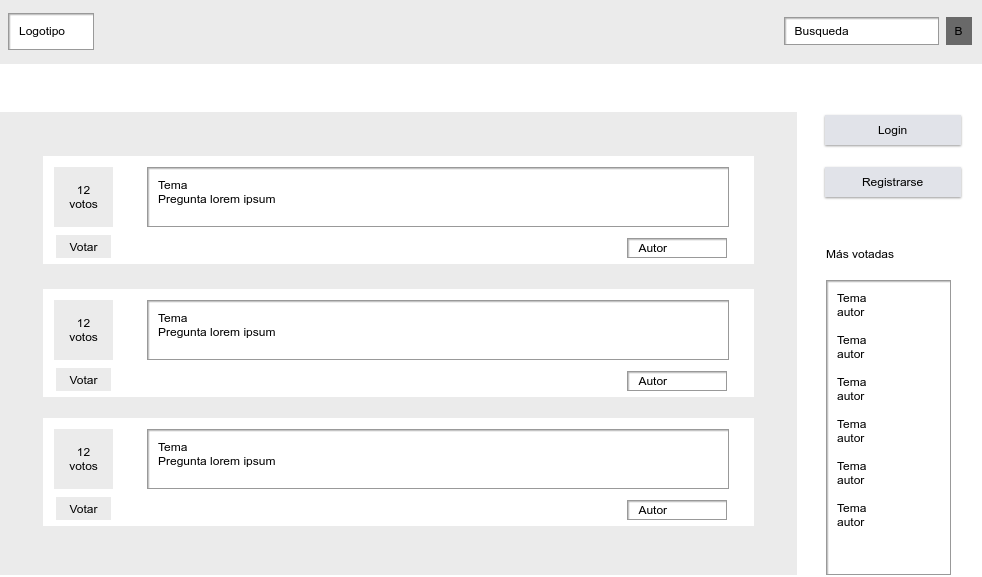 Logotipo
Busqueda
B
12
votos
Tema
Pregunta lorem ipsum
Votar
Autor
12
votos
Tema
Pregunta lorem ipsum
Votar
Autor
12
votos
Tema
Pregunta lorem ipsum
Votar
Autor
Login
Registrarse
Más votadas
Tema
autor
Tema
autor
Tema
autor
Tema
autor
Tema
autor
Tema
autor